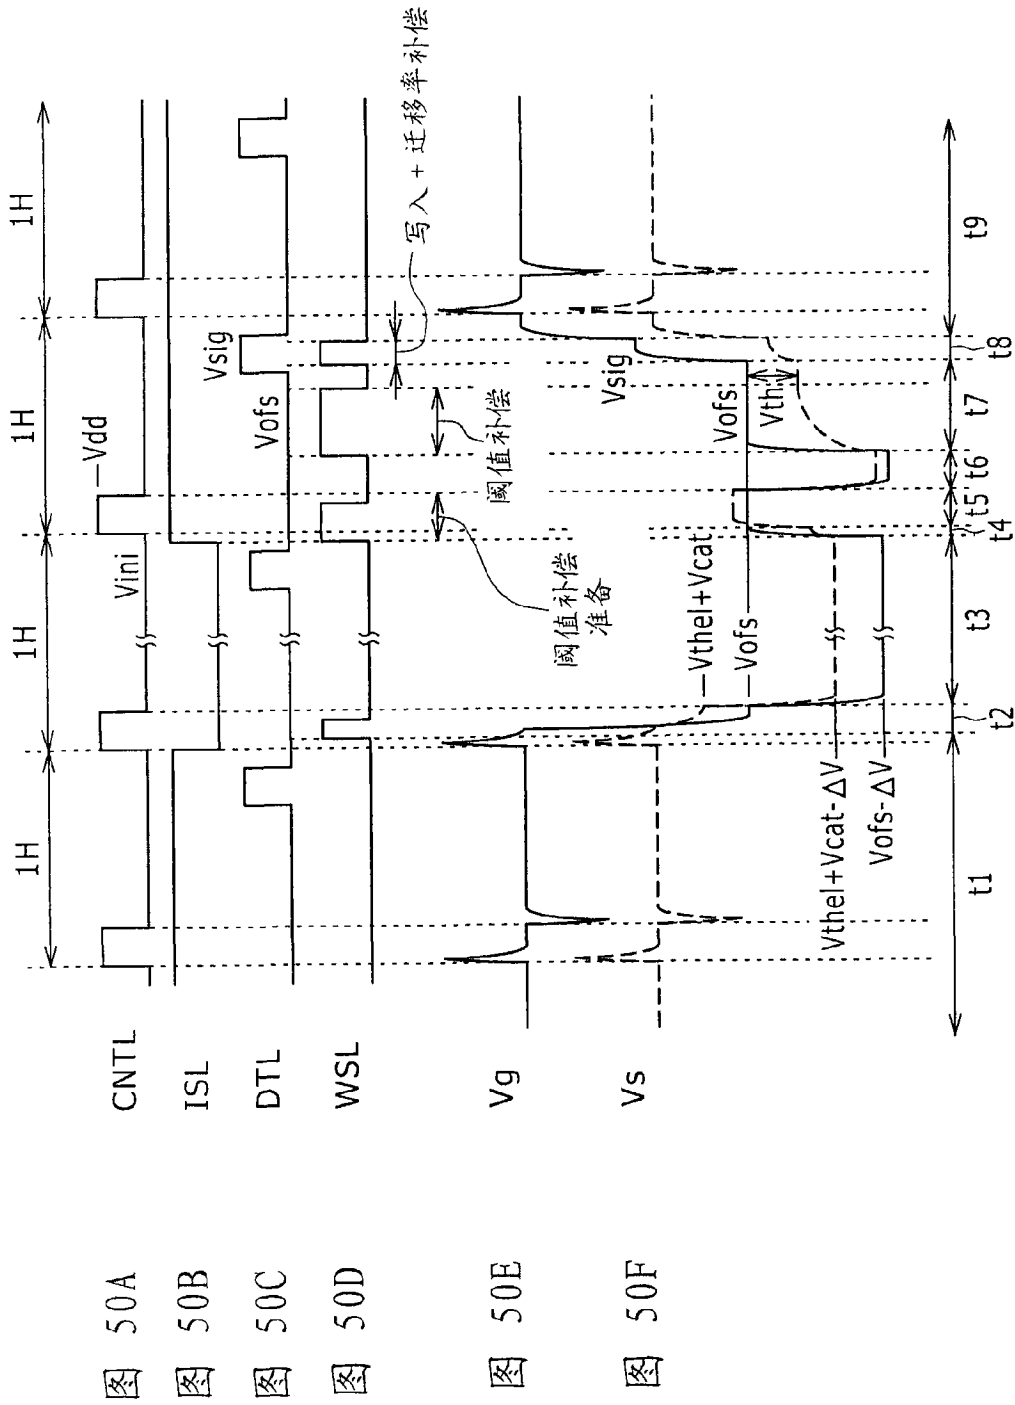 图 50A CNTL
1H
1H
1H
1H
Vini
Vdd
图 50B ISL
图 50C DTL
Vofs
Vsig
图 50D WSL
阈值补偿
准备
阈值补偿
写入 + 迁移率补偿
图 50E Vg
图 50F Vs
Vthel+Vcat
Vofs
Vthel+Vcat-ΔV
Vofs-ΔV
Vsig
Vofs
Vth
t1
t2
t3
t4
t5
t6
t7
t8
t9